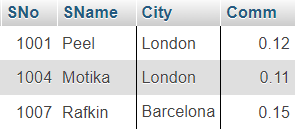 SNo SName City Comm
1001 Peel London 0.12
1004 Motika London 0.11
1007 Rafkin Barcelona 0.15